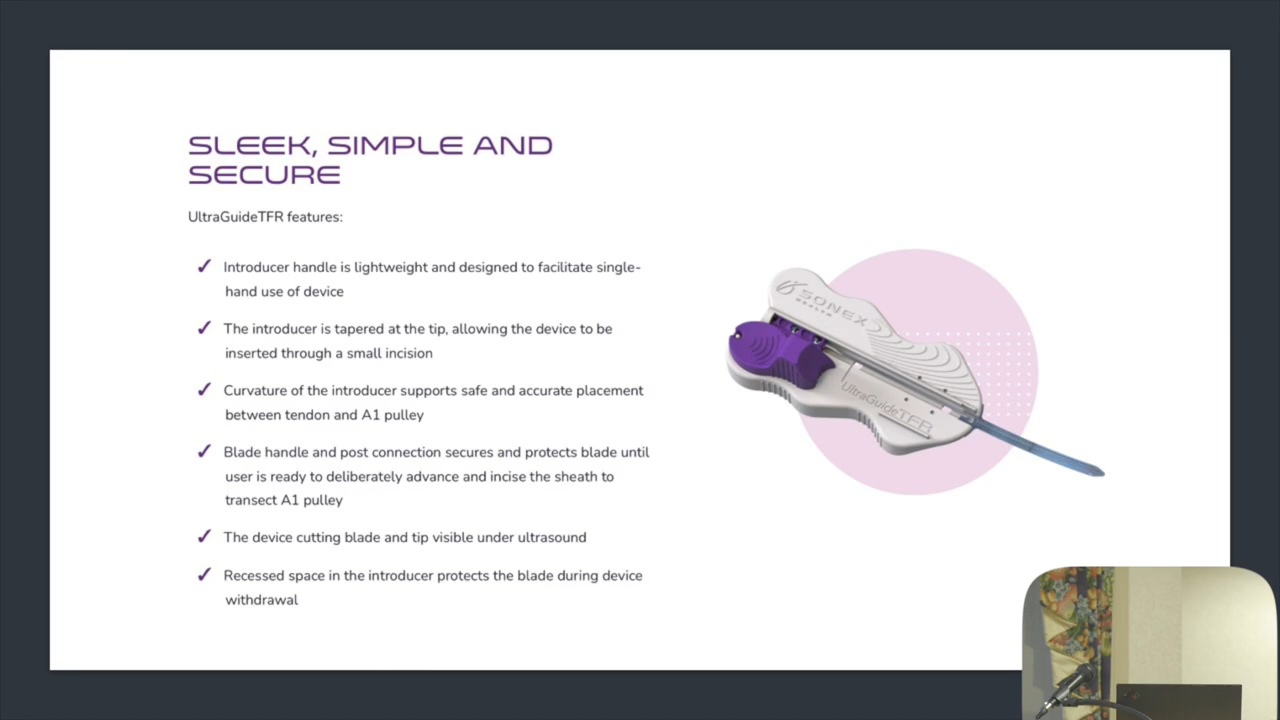 SLEEK, SIMPLE AND
SECURE
UltraGuideTFR features:
✓ Introducer handle is lightweight and designed to facilitate single-
hand use of device
✓ The introducer is tapered at the tip, allowing the device to be
inserted through a small incision
✓ Curvature of the introducer supports safe and accurate placement
between tendon and A1 pulley
✓ Blade handle and post connection secures and protects blade until
user is ready to deliberately advance and incise the sheath to
transect A1 pulley
✓ The device cutting blade and tip visible under ultrasound
✓ Recessed space in the introducer protects the blade during device
withdrawal
SONEX
HEALTH
UltraGuideTFR